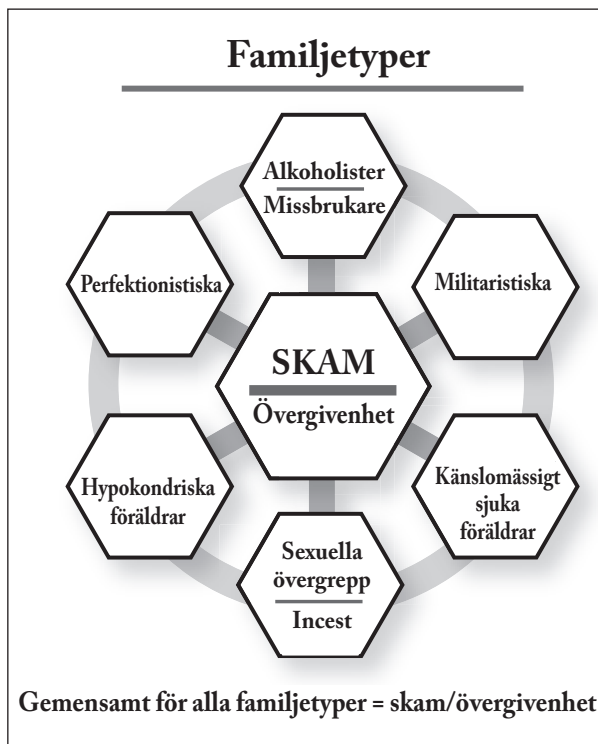 Familjetyper
Alkoholister
Missbrukare
Perfektionistiska
Militaristiska
SKAM
Övergivenhet
Hypokondriska
föräldrar
Känslomässigt
sjuka
föräldrar
Sexuella
övergrepp
Incest
Gemensamt för alla familjetyper = skam/övergivenhet